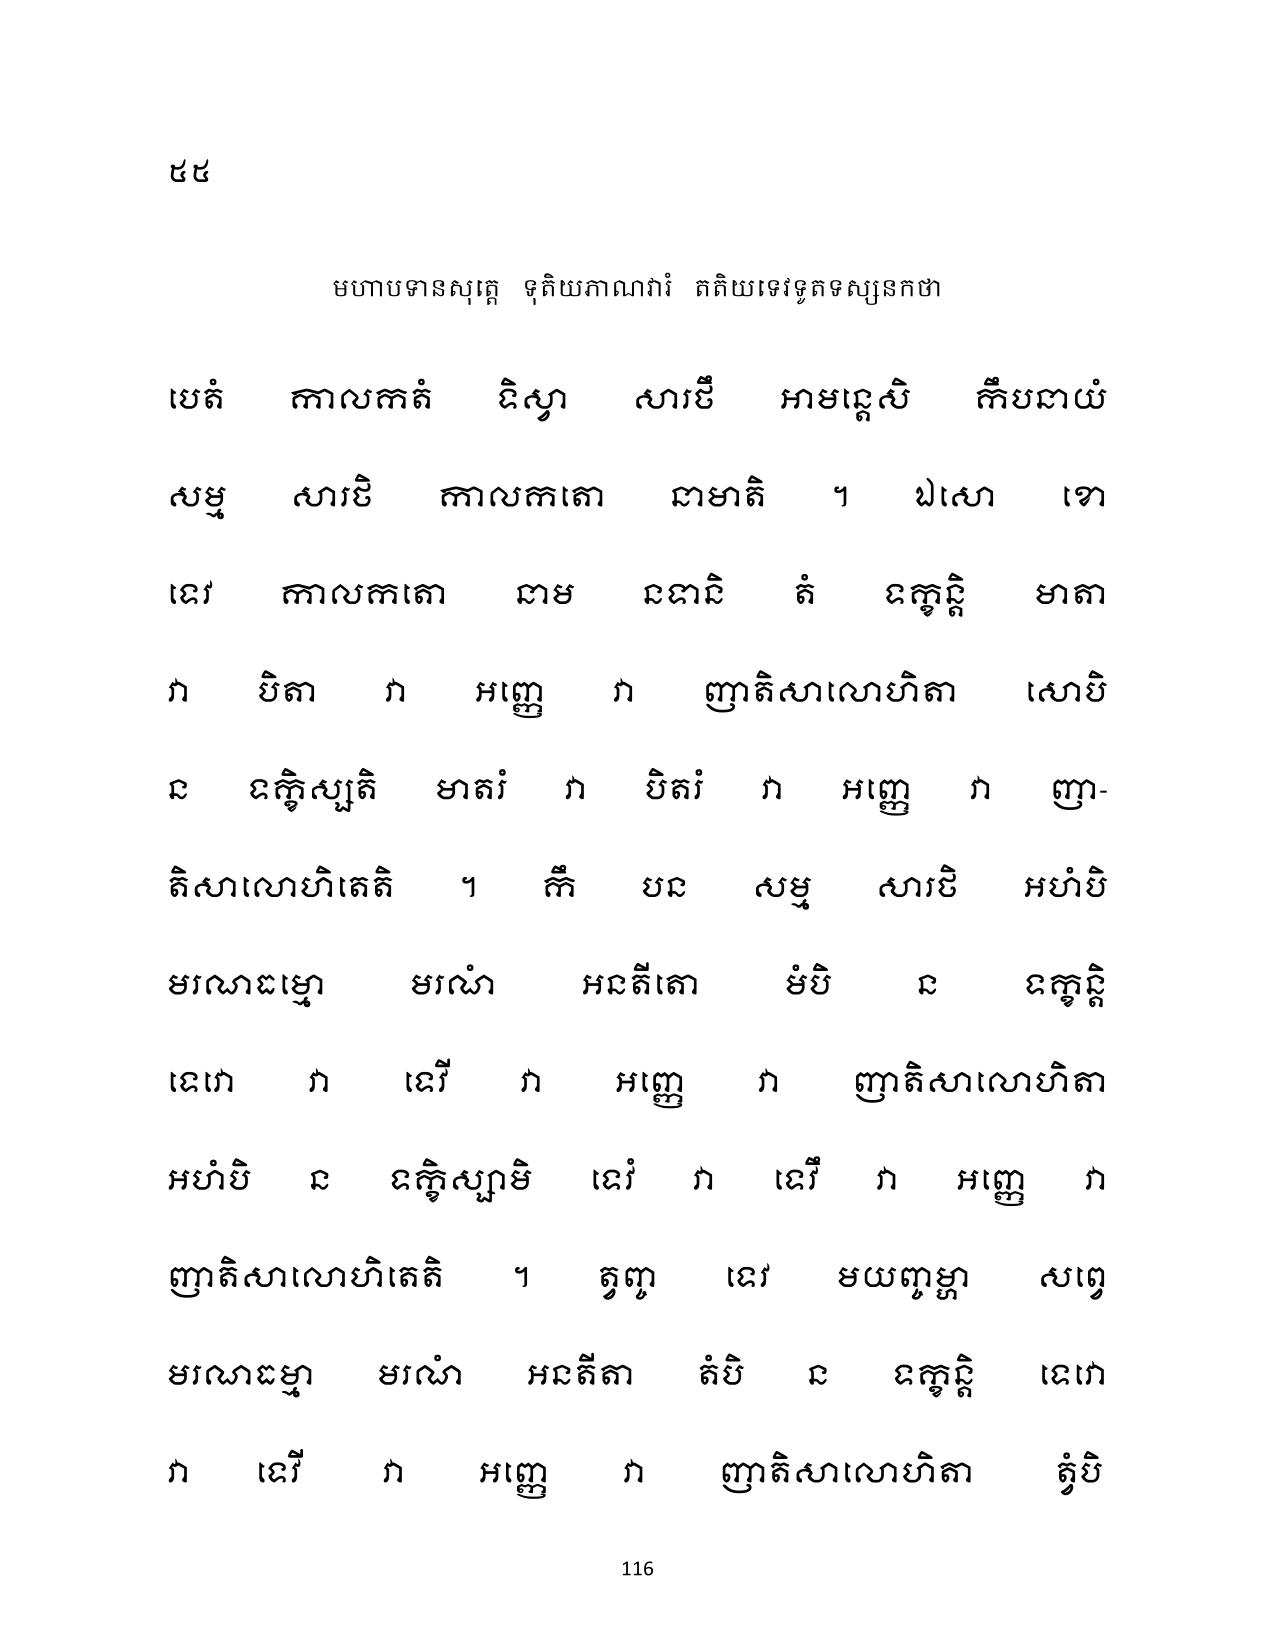 ៥៥
មហាបទានសុត្តេ ទុតិយភាណវារំ តតិយទេវទូតទស្សនកថា
បេតំ កាលកតំ ទិស្វា សារថឹ អាមន្តេសិ កឹបនាយំ
សម្ម សារថិ កាលកតោ នាមាតិ ។ ឯសោ ខោ
ទេវ កាលកតោ នាម នទានិ តំ ទក្ខន្តិ មាតា
វា បិតា វា អញ្ញេ វា ញាតិសាលោហិតា សោបិ
ន ទក្ខិស្សតិ មាតរំ វា បិតរំ វា អញ្ញេ វា ញា-
តិសាលោហិតេតិ ។ កឹ បន សម្ម សារថិ អហំបិ
មរណធម្មោ មរណំ អនតីតោ មំបិ ន ទក្ខន្តិ
ទេវោ វា ទេវី វា អញ្ញេ វា ញាតិសាលោហិតា
អហំបិ ន ទក្ខិស្សាមិ ទេវំ វា ទេវឹ វា អញ្ញេ វា
ញាតិសាលោហិតេតិ ។ ត្វញ្ច ទេវ មយញ្ចម្ហា សព្វេ
មរណធម្មា មរណំ អនតីតា តំបិ ន ទក្ខន្តិ ទេវោ
វា ទេវី វា អញ្ញេ វា ញាតិសាលោហិតា ត្វំបិ
116